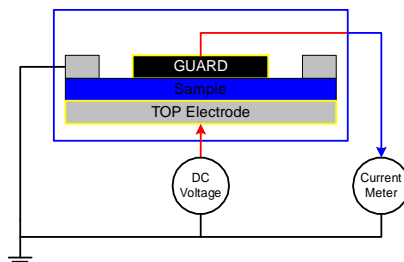 GUARD
Sample
TOP Electrode
DC
Voltage
Current
Meter